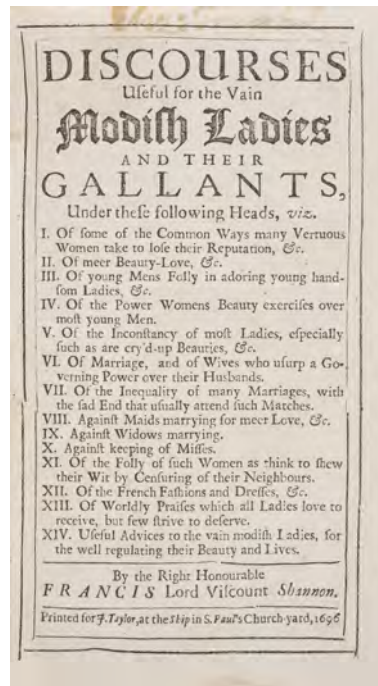 DISCOURSES
Uſeful for the Vain
Modiſh Ladies
AND THEIR
GALLANTS,
Under theſe following Heads, viz.
I. Of ſome of the Common Ways many Vertuous
Women take to loſe their Reputation, &c.
II. Of meer Beauty-Love, &c.
III. Of young Mens Folly in adoring young hand-
ſom Ladies, &c.
IV. Of the Power Womens Beauty exerciſes over
moſt young Men.
V. Of the Inconſtancy of moſt Ladies, eſpecially
ſuch as are cry'd-up Beauties, &c.
VI. Of Marriage, and of Wives who uſurp a Go-
verning Power over their Husbands.
VII. Of the Inequality of many Marriages, with
the ſad End that uſually attend ſuch Matches.
VIII. Againſt Maids marrying for meer Love, &c.
IX. Againſt Widows marrying.
X. Againſt keeping of Miſſes.
XI. Of the Folly of ſuch Women as think to ſhew
their Wit by Cenſuring of their Neighbours.
XII. Of the French Faſhions and Dreſſes, &c.
XIII. Of Worldly Praiſes which all Ladies love to
receive, but few ſtrive to deſerve.
XIV. Uſeful Advices to the vain modiſh Ladies, for
the well regulating their Beauty and Lives.
By the Right Honourable
FRANCIS Lord Viſcount Shannon.
Printed for J. Taylor, at the Ship in S. Paul's Church-yard, 1696